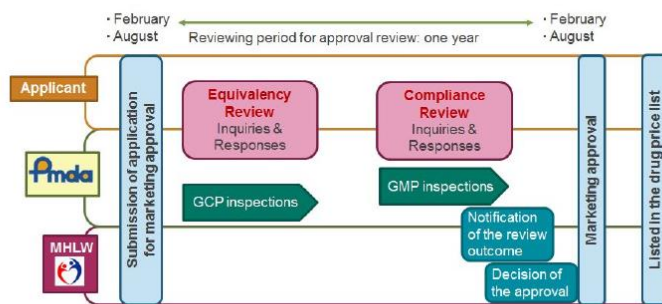 · February
· August
Reviewing period for approval review: one year
· February
· August
Applicant
Pmda
MHLW
Submission of application
for marketing approval
Equivalency
Review
Inquiries &
Responses
Compliance
Review
Inquiries &
Responses
GCP inspections
GMP inspections
Notification
of the review
outcome
Decision of
the approval
Marketing approval
Listed in the drug price list